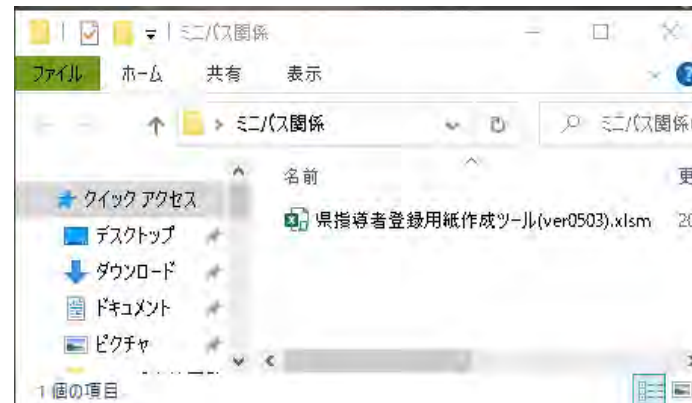 ミニバス関係
ファイル ホーム 共有 表示
ミニバス関係 ミニバス関係
名前 更
クイック アクセス
県指導者登録用紙作成ツール(ver0503).xlsm 20
デスクトップ
ダウンロード
ドキュメント
ピクチャ
1 個の項目